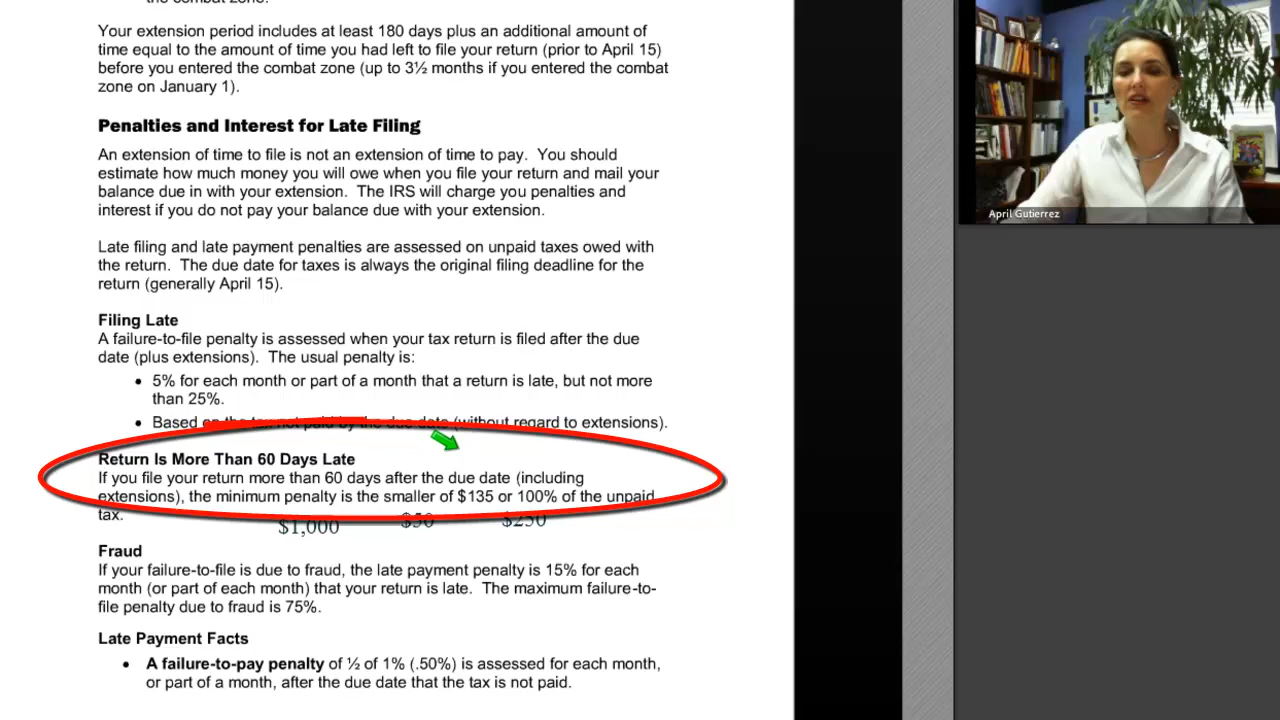 the combat zone.
Your extension period includes at least 180 days plus an additional amount of
time equal to the amount of time you had left to file your return (prior to April 15)
before you entered the combat zone (up to 3½ months if you entered the combat
zone on January 1).
Penalties and Interest for Late Filing
An extension of time to file is not an extension of time to pay.  You should
estimate how much money you will owe when you file your return and mail your
balance due in with your extension.  The IRS will charge you penalties and
interest if you do not pay your balance due with your extension.
Late filing and late payment penalties are assessed on unpaid taxes owed with
the return.  The due date for taxes is always the original filing deadline for the
return (generally April 15).
Filing Late
A failure-to-file penalty is assessed when your tax return is filed after the due
date (plus extensions).  The usual penalty is:
• 5% for each month or part of a month that a return is late, but not more
than 25%.
• Based on the tax not paid by the due date (without regard to extensions).
Return Is More Than 60 Days Late
If you file your return more than 60 days after the due date (including
extensions), the minimum penalty is the smaller of $135 or 100% of the unpaid
tax.
$1,000 $50 $250
Fraud
If your failure-to-file is due to fraud, the late payment penalty is 15% for each
month (or part of each month) that your return is late.  The maximum failure-to-
file penalty due to fraud is 75%.
Late Payment Facts
• A failure-to-pay penalty of ½ of 1% (.50%) is assessed for each month,
or part of a month, after the due date that the tax is not paid.
April Gutierrez